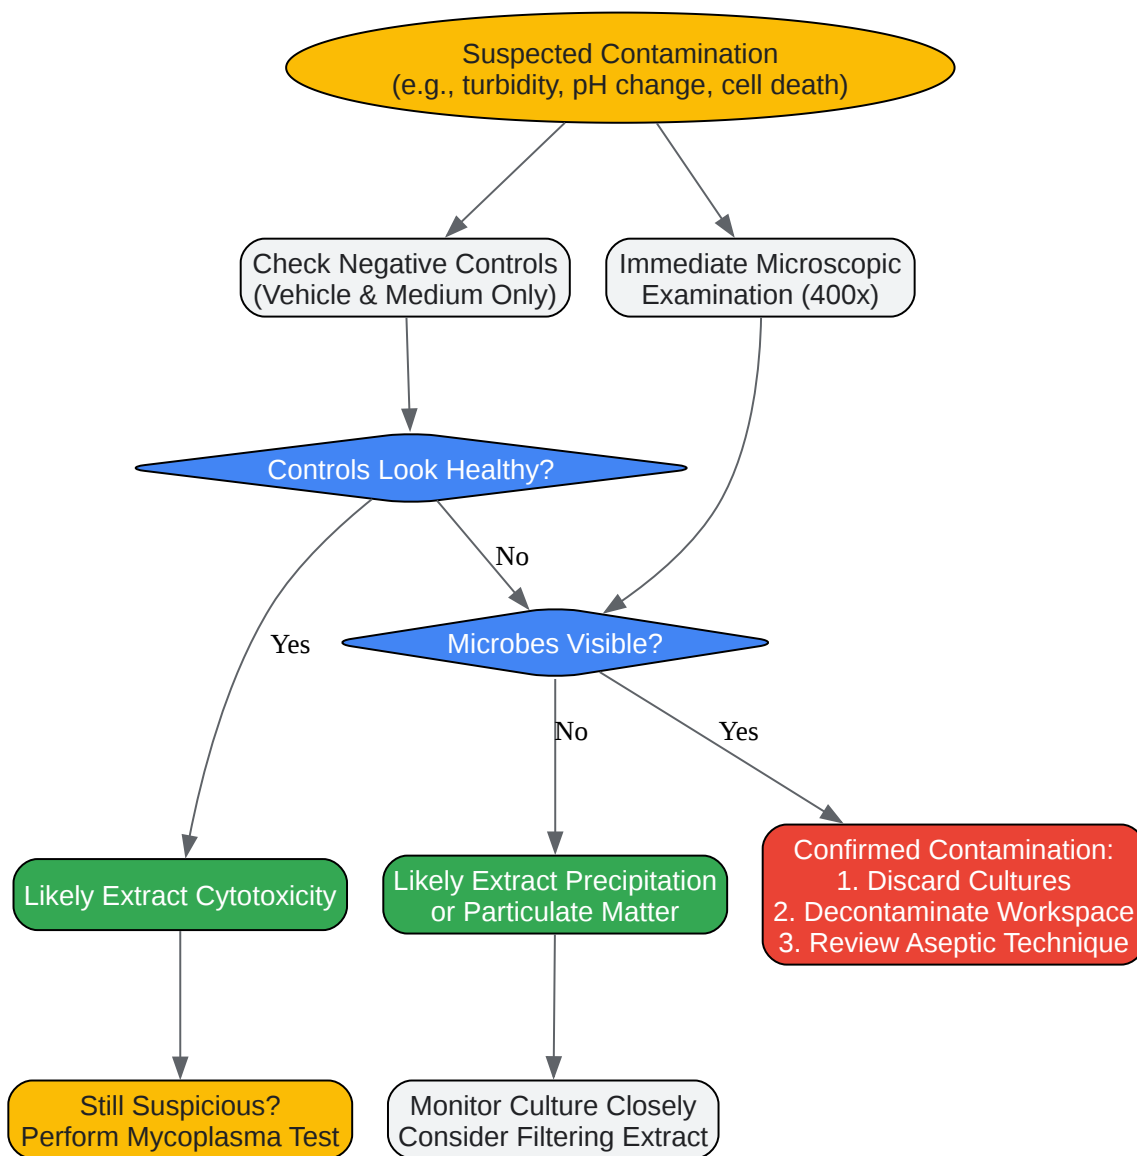 Suspected Contamination
(e.g., turbidity, pH change, cell death)
Check Negative Controls
(Vehicle & Medium Only)
Immediate Microscopic
Examination (400x)
Controls Look Healthy?
No
Yes
Microbes Visible?
No
Yes
Likely Extract Cytotoxicity
Likely Extract Precipitation
or Particulate Matter
Confirmed Contamination:
1. Discard Cultures
2. Decontaminate Workspace
3. Review Aseptic Technique
Still Suspicious?
Perform Mycoplasma Test
Monitor Culture Closely
Consider Filtering Extract